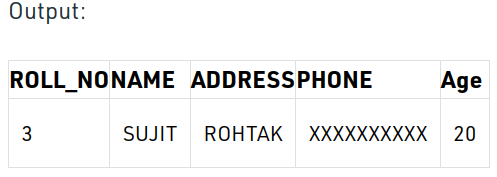 Output:
ROLL_NO NAME ADDRESS PHONE Age
3 SUJIT ROHTAK XXXXXXXXXX 20